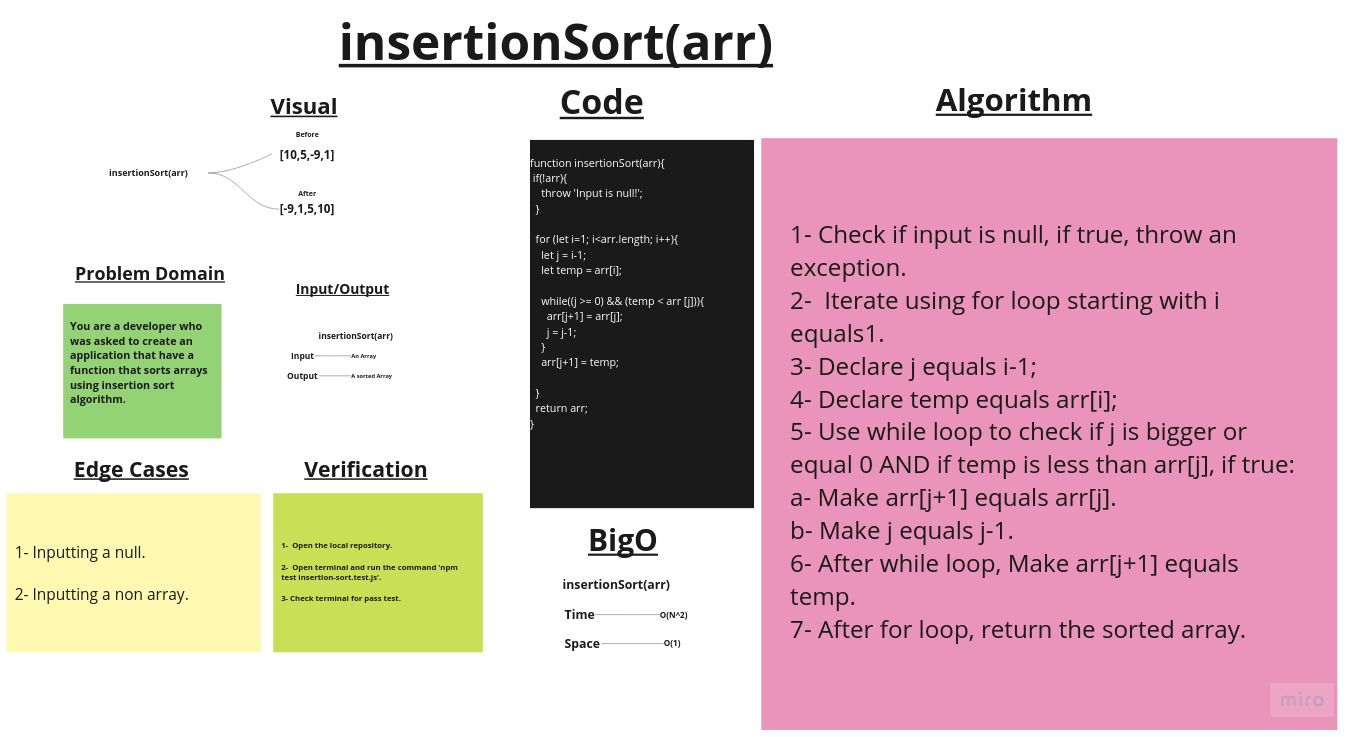 insertionSort(arr)
Visual
Before
[10,5,-9,1]
insertionSort(arr)
After
[-9,1,5,10]
Problem Domain
You are a developer who
was asked to create an
application that have a
function that sorts arrays
using insertion sort
algorithm.
Input/Output
insertionSort(arr)
Input An Array
Output A sorted Array
Edge Cases
1- Inputting a null.
2- Inputting a non array.
Verification
1- Open the local repository.
2- Open terminal and run the command 'npm
test insertion-sort.test.js'.
3- Check terminal for pass test.
Code
function insertionSort(arr){
if(!arr){
throw 'Input is null!';
}
for (let i=1; i<arr.length; i++){
let j = i-1;
let temp = arr[i];
while((j >= 0) && (temp < arr [j])){
arr[j+1] = arr[j];
j = j-1;
}
arr[j+1] = temp;
}
return arr;
}
BigO
insertionSort(arr)
Time O(N^2)
Space O(1)
Algorithm
1- Check if input is null, if true, throw an
exception.
2-  Iterate using for loop starting with i
equals1.
3- Declare j equals i-1;
4- Declare temp equals arr[i];
5- Use while loop to check if j is bigger or
equal 0 AND if temp is less than arr[j], if true:
a- Make arr[j+1] equals arr[j].
b- Make j equals j-1.
6- After while loop, Make arr[j+1] equals
temp.
7- After for loop, return the sorted array.
miro